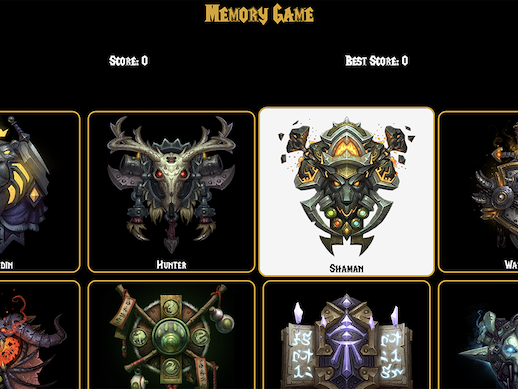 Memory Game
Score: 0
Best Score: 0
Hunter
Shaman